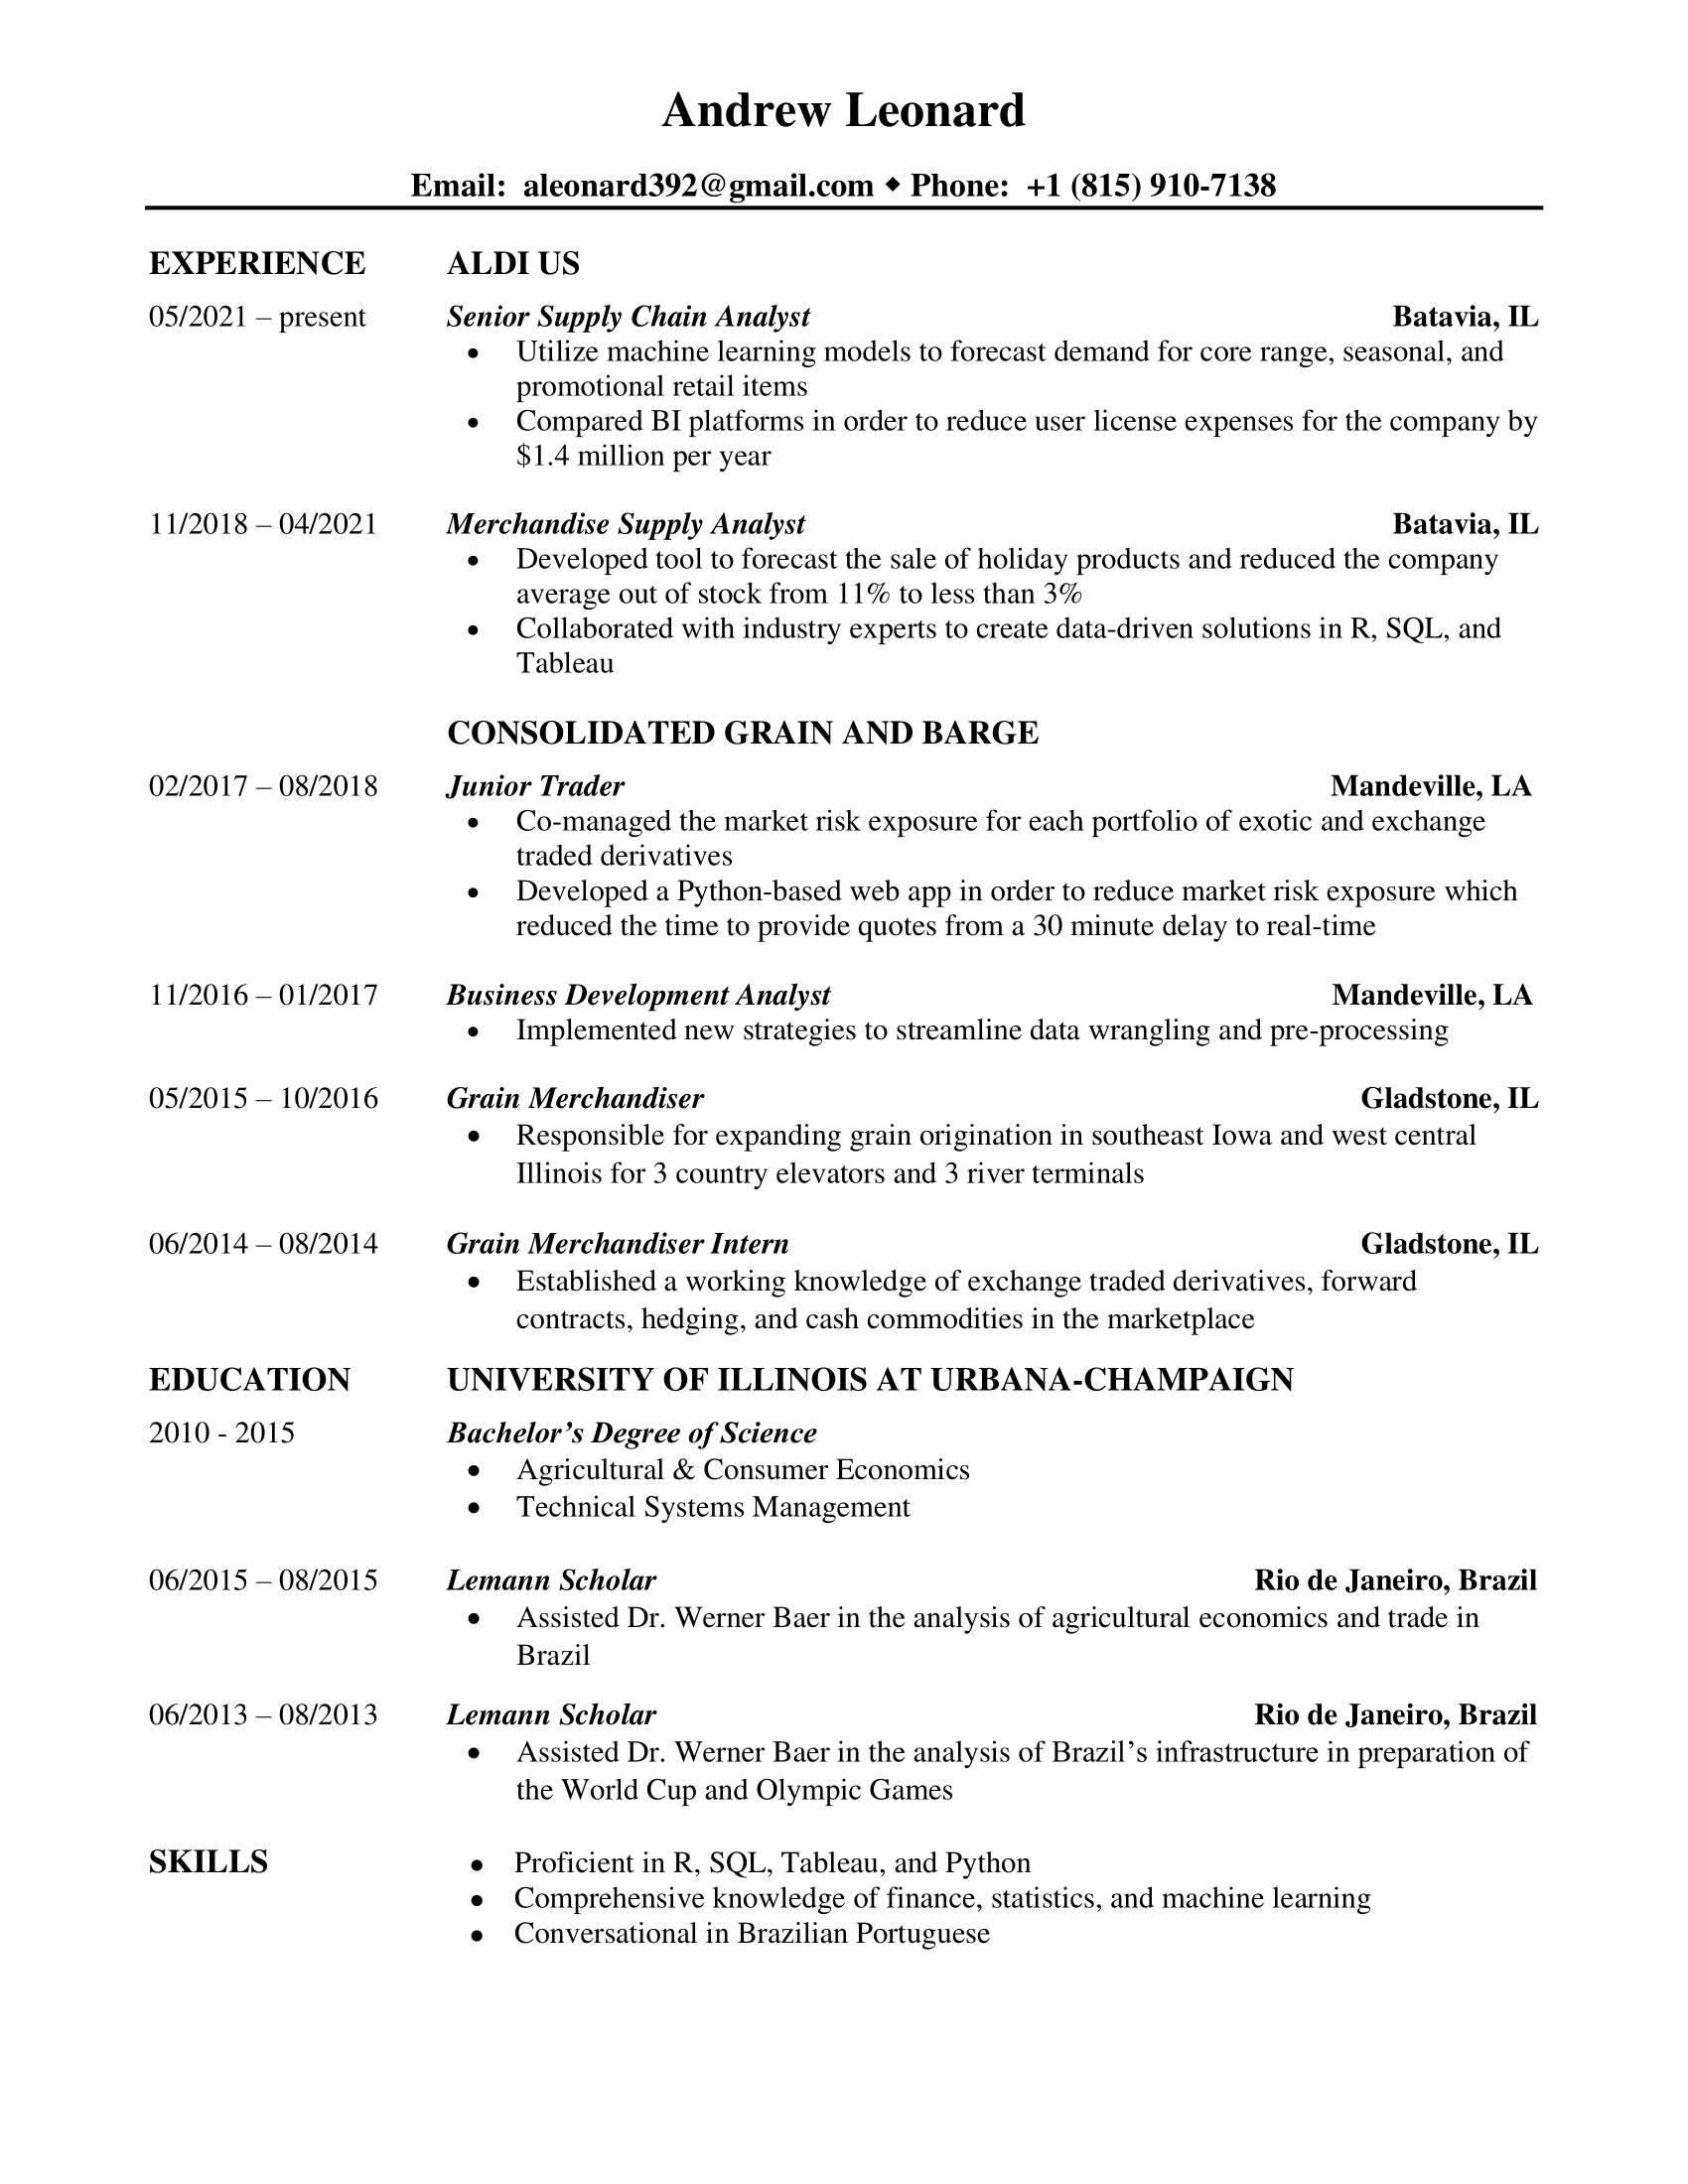 Andrew Leonard
Email: aleonard392@gmail.com ◆ Phone: +1 (815) 910-7138
EXPERIENCE ALDI US
05/2021 – present Senior Supply Chain Analyst Batavia, IL
• Utilize machine learning models to forecast demand for core range, seasonal, and
promotional retail items
• Compared BI platforms in order to reduce user license expenses for the company by
$1.4 million per year
11/2018 – 04/2021 Merchandise Supply Analyst Batavia, IL
• Developed tool to forecast the sale of holiday products and reduced the company
average out of stock from 11% to less than 3%
• Collaborated with industry experts to create data-driven solutions in R, SQL, and
Tableau
CONSOLIDATED GRAIN AND BARGE
02/2017 – 08/2018 Junior Trader Mandeville, LA
• Co-managed the market risk exposure for each portfolio of exotic and exchange
traded derivatives
• Developed a Python-based web app in order to reduce market risk exposure which
reduced the time to provide quotes from a 30 minute delay to real-time
11/2016 – 01/2017 Business Development Analyst Mandeville, LA
• Implemented new strategies to streamline data wrangling and pre-processing
05/2015 – 10/2016 Grain Merchandiser Gladstone, IL
• Responsible for expanding grain origination in southeast Iowa and west central
Illinois for 3 country elevators and 3 river terminals
06/2014 – 08/2014 Grain Merchandiser Intern Gladstone, IL
• Established a working knowledge of exchange traded derivatives, forward
contracts, hedging, and cash commodities in the marketplace
EDUCATION UNIVERSITY OF ILLINOIS AT URBANA-CHAMPAIGN
2010 - 2015 Bachelor’s Degree of Science
• Agricultural & Consumer Economics
• Technical Systems Management
06/2015 – 08/2015 Lemann Scholar Rio de Janeiro, Brazil
• Assisted Dr. Werner Baer in the analysis of agricultural economics and trade in
Brazil
06/2013 – 08/2013 Lemann Scholar Rio de Janeiro, Brazil
• Assisted Dr. Werner Baer in the analysis of Brazil’s infrastructure in preparation of
the World Cup and Olympic Games
SKILLS • Proficient in R, SQL, Tableau, and Python
• Comprehensive knowledge of finance, statistics, and machine learning
• Conversational in Brazilian Portuguese